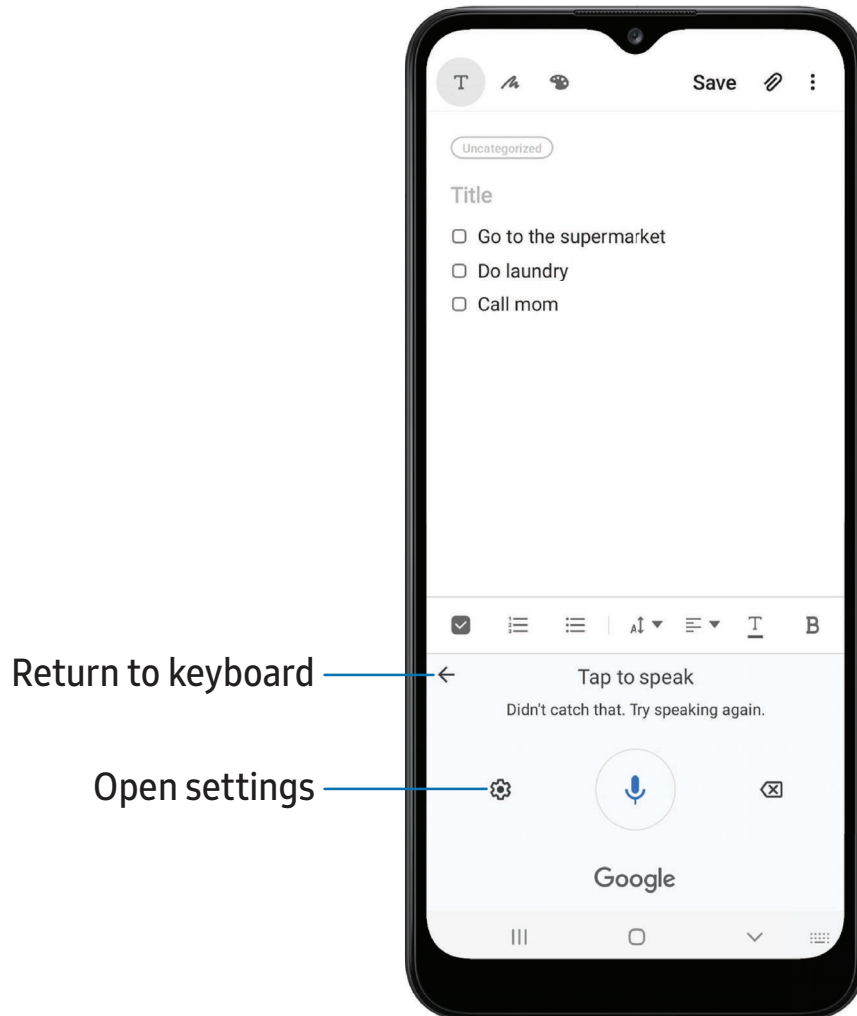 T
Save
Uncategorized
Title
Go to the supermarket
Do laundry
Call mom
T
B
Return to keyboard
Tap to speak
Didn't catch that. Try speaking again.
Open settings
Google